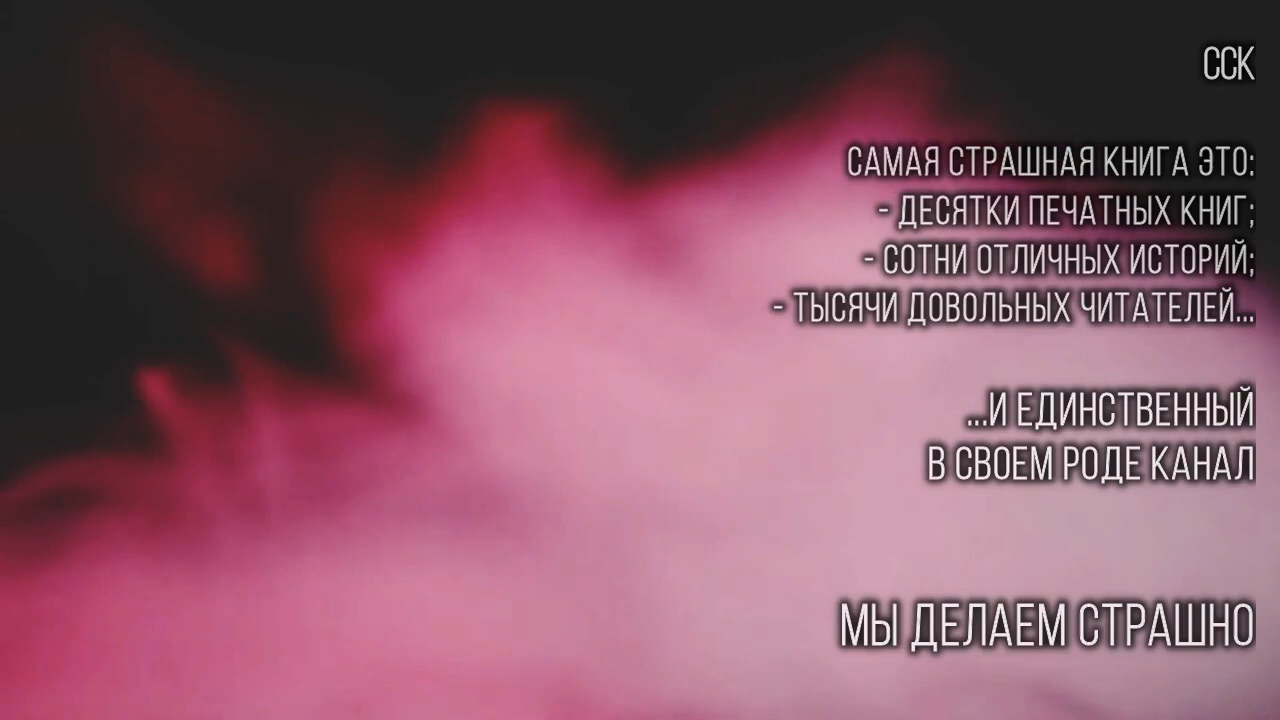 ССК
САМАЯ СТРАШНАЯ КНИГА ЭТО:
- ДЕСЯТКИ ПЕЧАТНЫХ КНИГ;
- СОТНИ ОТЛИЧНЫХ ИСТОРИЙ;
- ТЫСЯЧИ ДОВОЛЬНЫХ ЧИТАТЕЛЕЙ...
...И ЕДИНСТВЕННЫЙ
В СВОЕМ РОДЕ КАНАЛ
МЫ ДЕЛАЕМ СТРАШНО